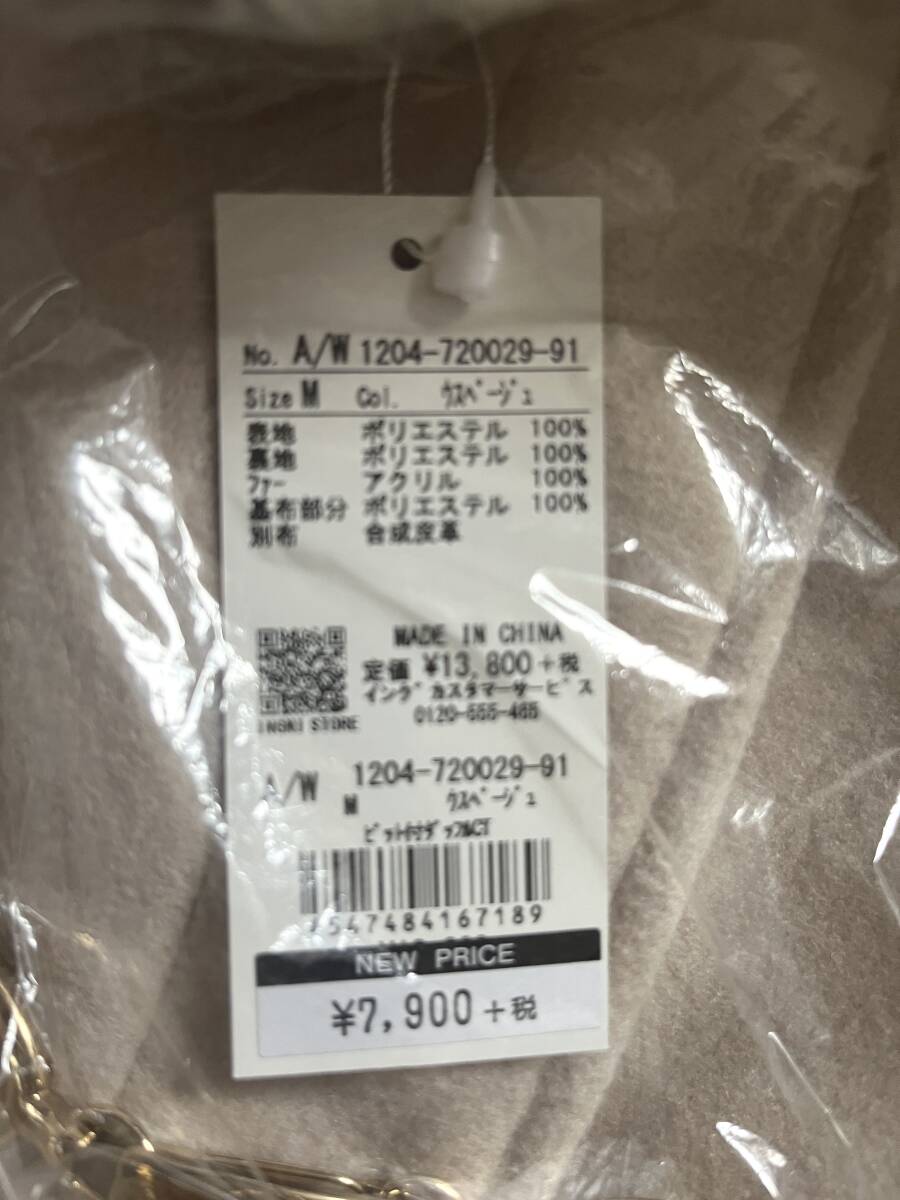 No. A/W 1204-720029-91
Size M Col. ｳｽﾍﾞｰｼﾞｭ
表地 ポリエステル 100%
裏地 ポリエステル 100%
ﾌｧｰ アクリル 100%
基布部分 ポリエステル 100%
別布 合成皮革
MADE IN CHINA
定価 ¥13,800+税
イングﾞカスタマーサービﾞス
0120-555-465
INGNI STORE
A/W 1204-720029-91
M ｳｽﾍﾞｰｼﾞｭ
ﾋﾞｯﾄ付ﾀﾞｯﾌﾙCT
547484167189
NEW PRICE
¥7,900+税